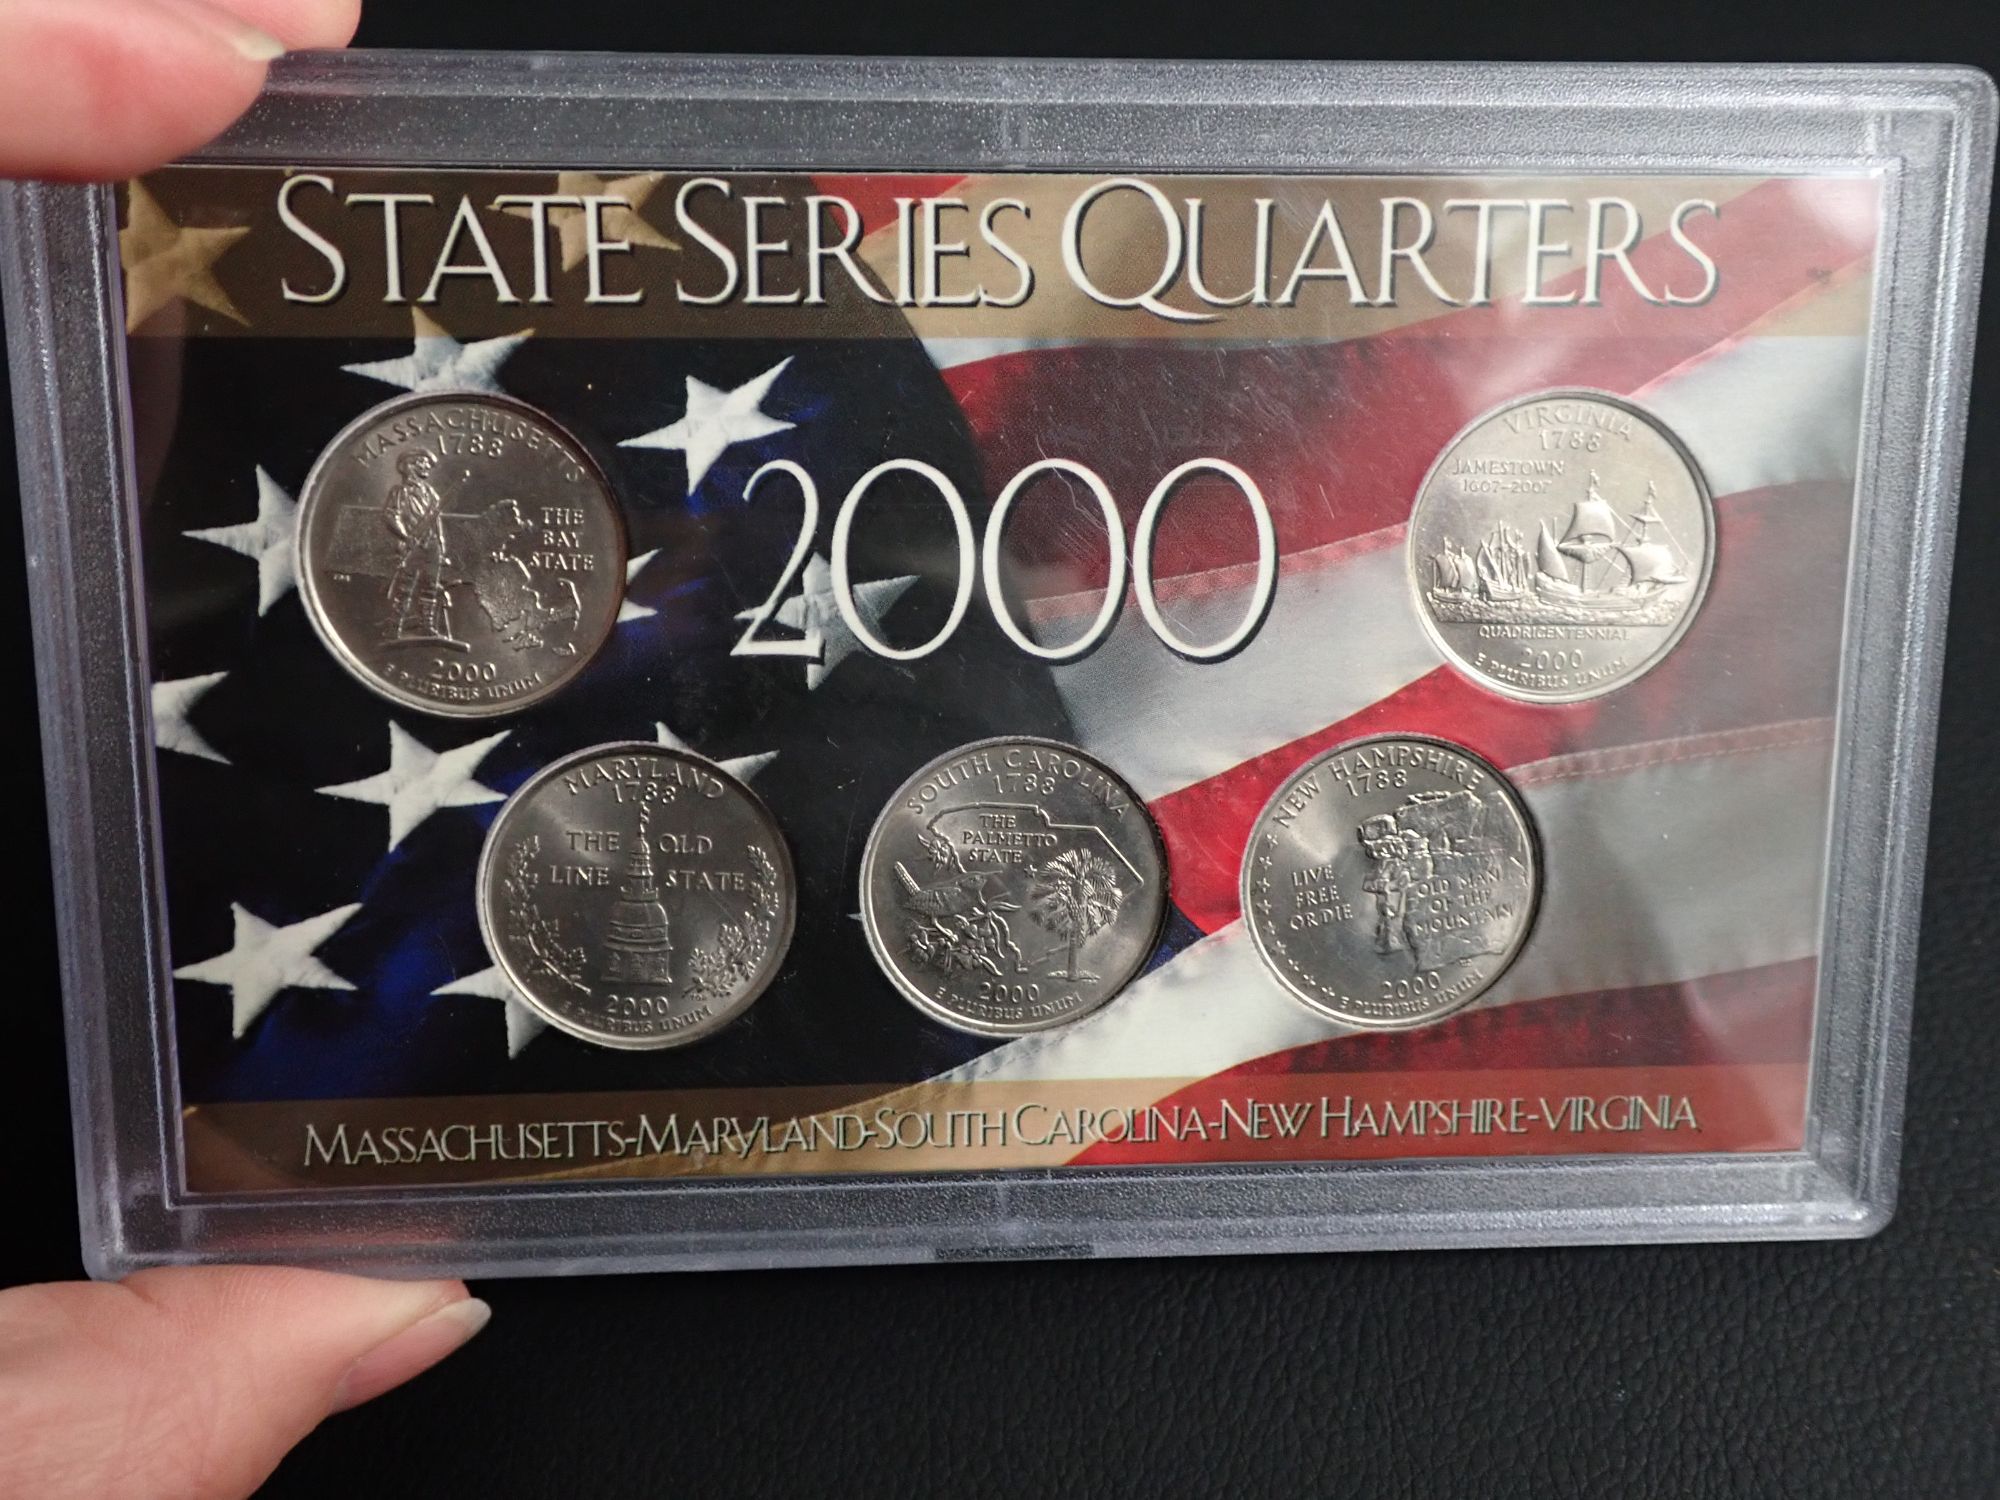 STATE SERIES QUARTERS
2000
MASSACHUSETTS
1788
THE
BAY
STATE
2000
E PLURIBUS UNUM
VIRGINIA
1788
JAMESTOWN
1607-2007
QUADRICENTENNIAL
2000
E PLURIBUS UNUM
MARYLAND
1788
THE OLD
LINE STATE
2000
E PLURIBUS UNUM
SOUTH CAROLINA
1788
THE
PALMETTO
STATE
2000
E PLURIBUS UNUM
NEW HAMPSHIRE
1788
LIVE
FREE
OR DIE
OLD MAN
OF THE
MOUNTAIN
2000
E PLURIBUS UNUM
MASSACHUSETTS-MARYLAND-SOUTH CAROLINA-NEW HAMPSHIRE-VIRGINIA